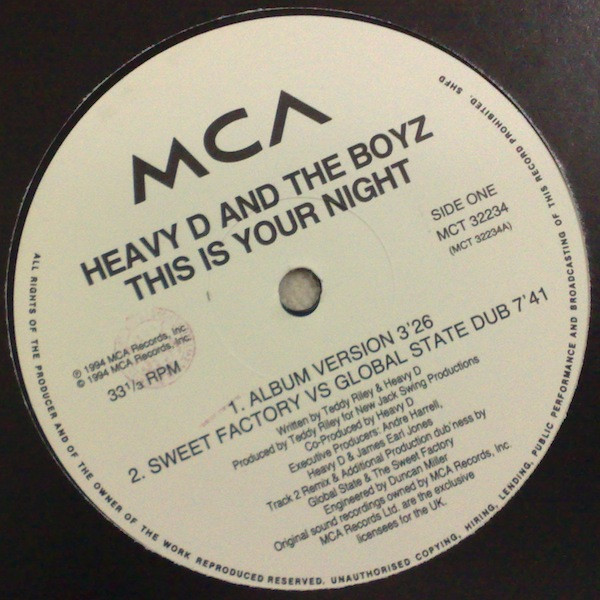 MCA
HEAVY D AND THE BOYZ
THIS IS YOUR NIGHT
SIDE ONE
MCT 32234
(MCT 32234A)
℗ 1994 MCA Records, Inc.
© 1994 MCA Records, Inc.
33 1/3 RPM
1. ALBUM VERSION 3'26
2. SWEET FACTORY VS GLOBAL STATE DUB 7'41
Written by Teddy Riley & Heavy D
Produced by Teddy Riley for New Jack Swing Productions
Co-Produced by Heavy D
Executive Producers: Andre Harrell,
Heavy D & James Earl Jones
Track 2 Remix & Additional Production dub'ness by
Global State & The Sweet Factory
Engineered by Duncan Miller
Original sound recordings owned by MCA Records, Inc.
MCA Records Ltd. are the exclusive
licensees for the UK.
ALL RIGHTS OF THE PRODUCER AND OF THE OWNER OF THE WORK REPRODUCED RESERVED. UNAUTHORISED COPYING, HIRING, LENDING, PUBLIC PERFORMANCE AND BROADCASTING OF THIS RECORD PROHIBITED. SHFD